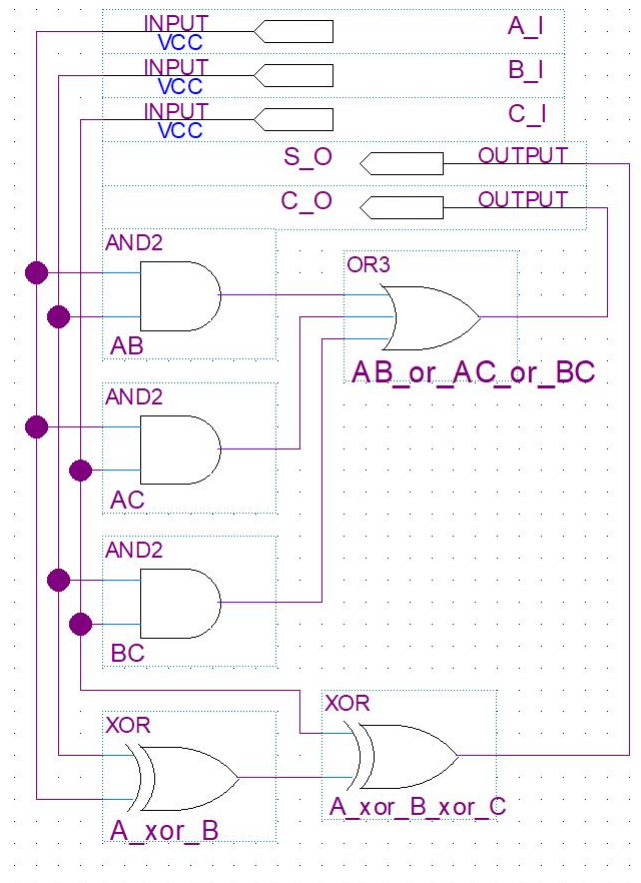 INPUT
VCC
A_I
INPUT
VCC
B_I
INPUT
VCC
C_I
S_O
OUTPUT
C_O
OUTPUT
AND2
AB
OR3
AB_or_AC_or_BC
AND2
AC
AND2
BC
XOR
A_xor_B
XOR
A_xor_B_xor_C